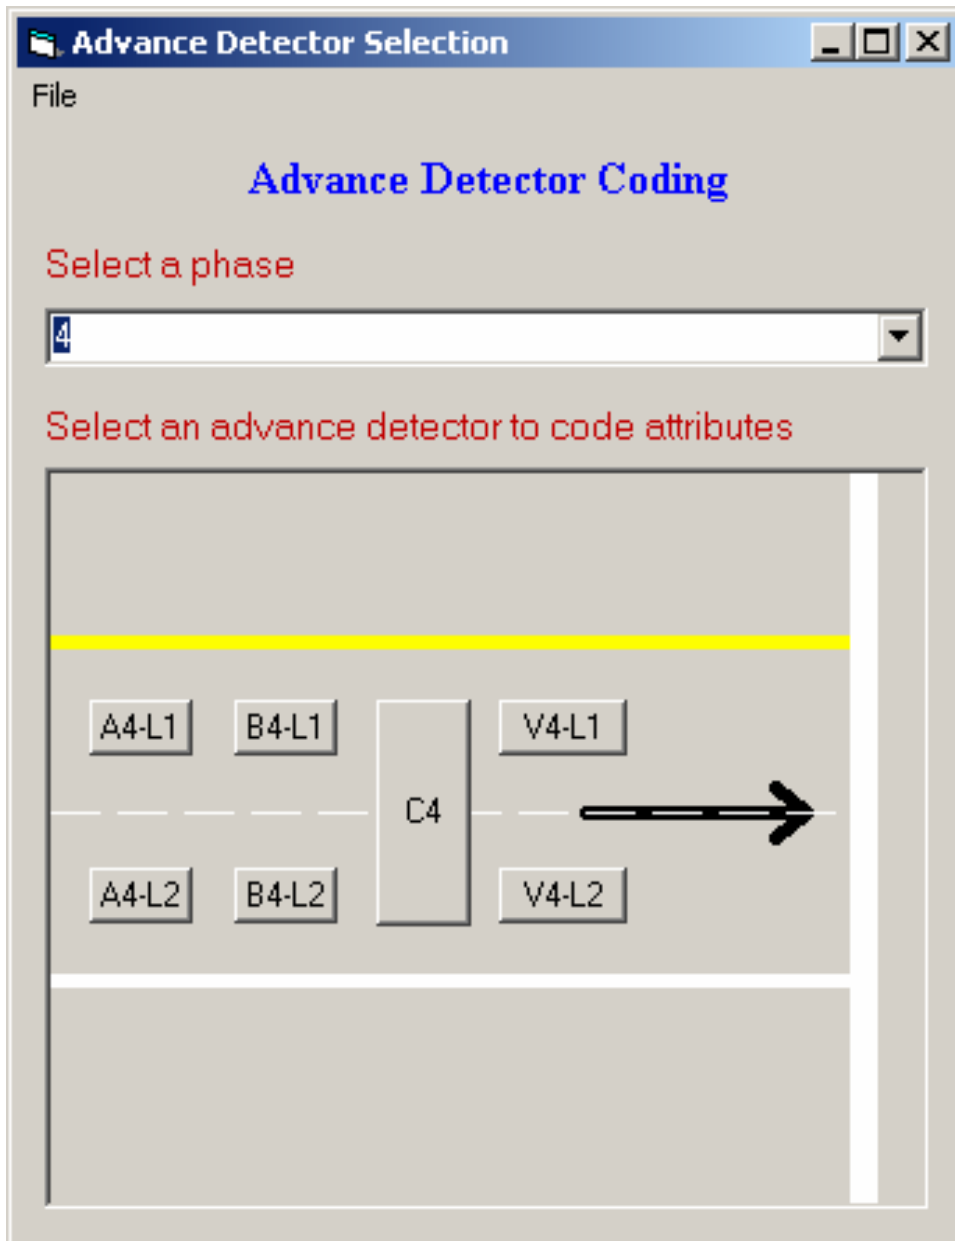 Advance Detector Selection
File
Advance Detector Coding
Select a phase
4
Select an advance detector to code attributes
A4-L1 B4-L1 V4-L1
C4
A4-L2 B4-L2 V4-L2